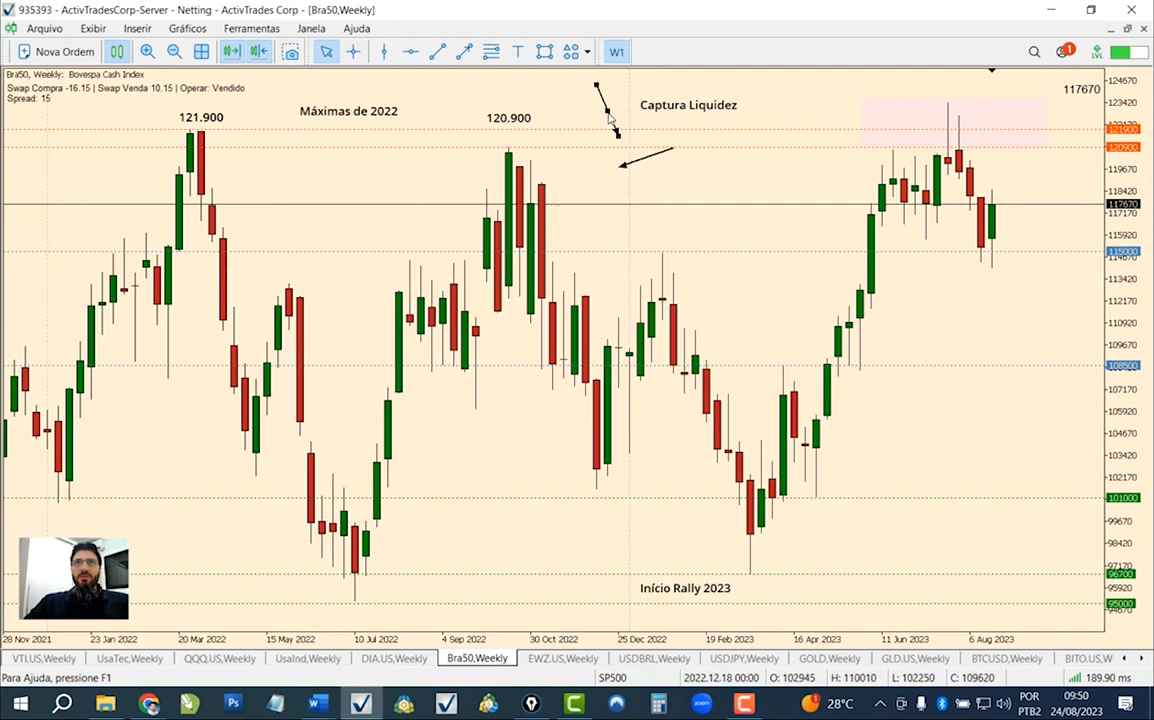 935393 - ActivTradesCorp-Server - Netting - ActivTrades Corp - [Bra50,Weekly]
Arquivo Exibir Inserir Gráficos Ferramentas Janela Ajuda
Nova Ordem W1
Bra50, Weekly: Bovespa Cash Index
Swap Compra -16.15 | Swap Venda 10.15 | Operar: Vendido
Spread: 15
117670
121.900
Máximas de 2022
120.900
Captura Liquidez
Início Rally 2023
124670
123420
121900
120900
119670
118420
117670
117170
115920
115000
113420
112170
110920
109670
108500
107170
105920
104670
103420
102170
101000
99670
98420
97170
96700
95920
95000
28 Nov 2021 23 Jan 2022 20 Mar 2022 15 May 2022 10 Jul 2022 4 Sep 2022 30 Oct 2022 25 Dec 2022 19 Feb 2023 16 Apr 2023 11 Jun 2023 6 Aug 2023
VTI.US,Weekly UsaTec,Weekly QQQ.US,Weekly UsaInd,Weekly DIA.US,Weekly Bra50,Weekly EWZ.US,Weekly USDBRL,Weekly USDJPY,Weekly GOLD,Weekly GLD.US,Weekly BTCUSD,Weekly BITO.US,W
Para Ajuda, pressione F1 SP500 2022.12.18 00:00 O: 102945 H: 110010 L: 102250 C: 109620 189.90 ms
28°C
POR
PTB2
09:50
24/08/2023